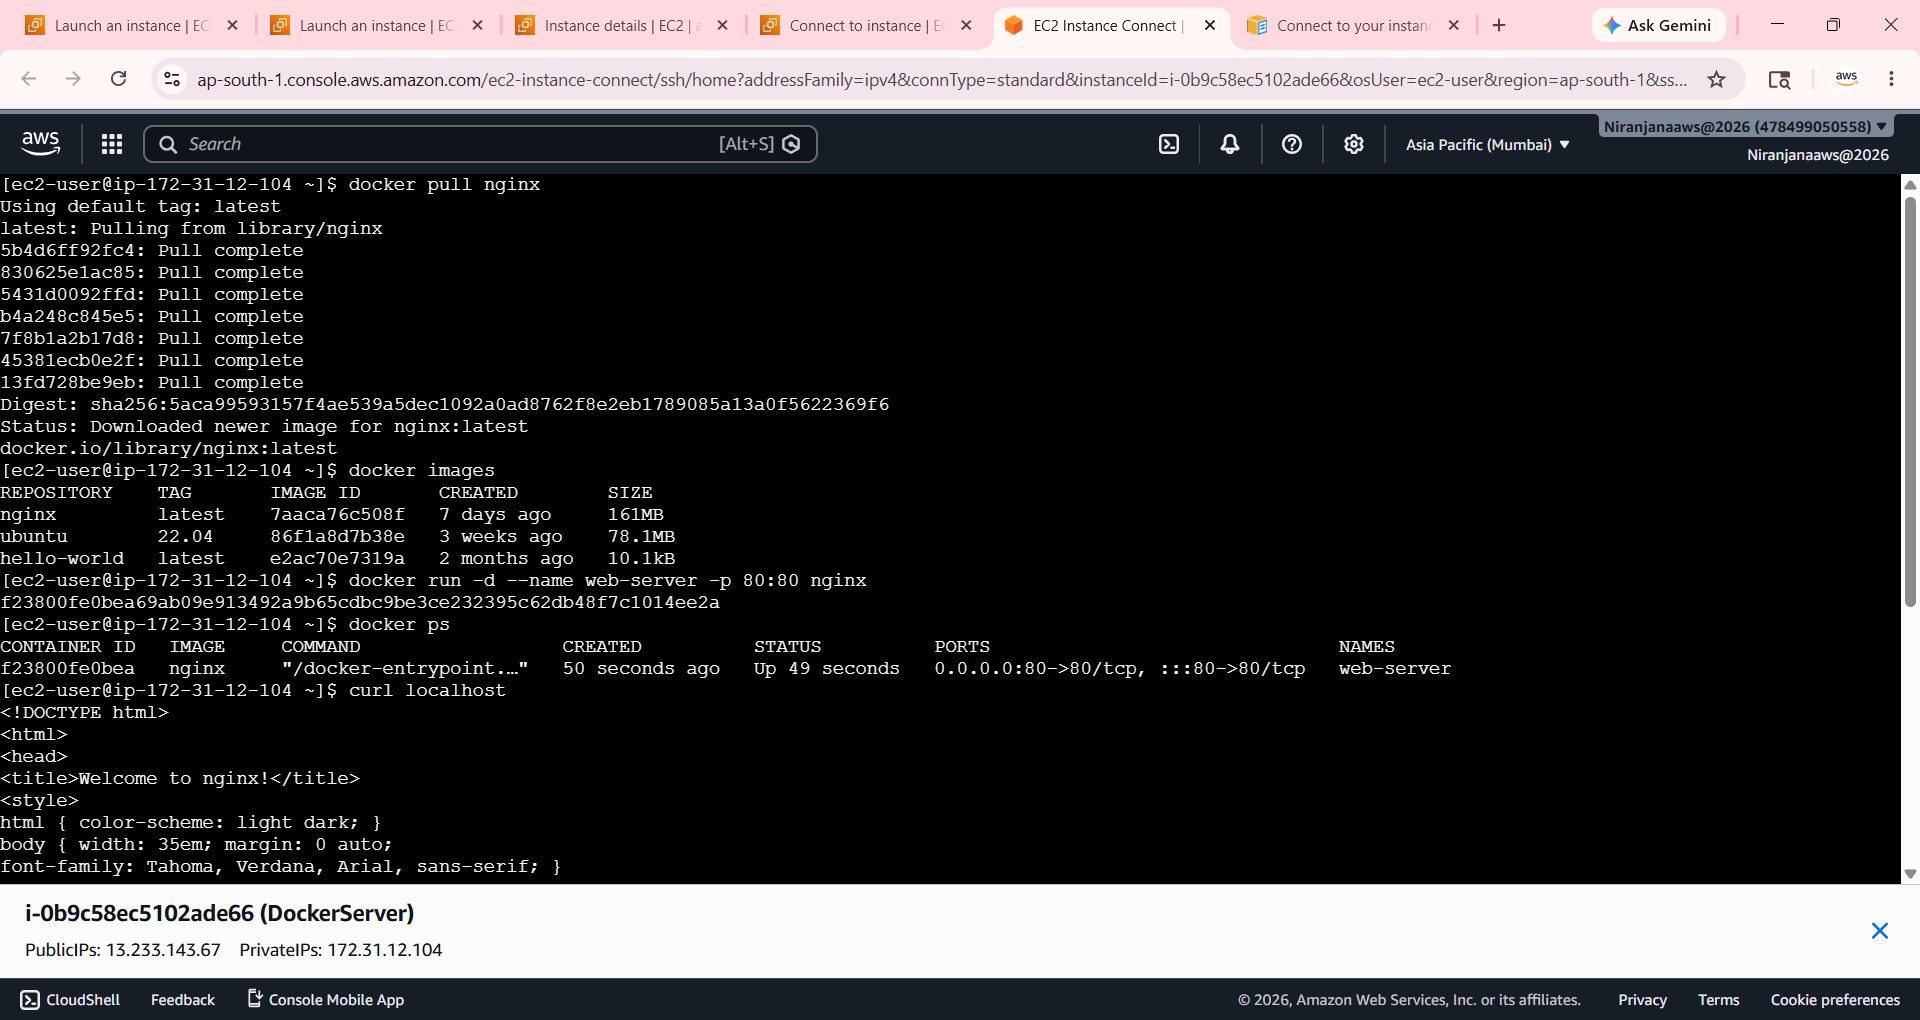 Launch an instance | EC
Launch an instance | EC
Instance details | EC2 | a
Connect to instance | E
EC2 Instance Connect |
Connect to your instan
Ask Gemini
ap-south-1.console.aws.amazon.com/ec2-instance-connect/ssh/home?addressFamily=ipv4&connType=standard&instanceId=i-0b9c58ec5102ade66&osUser=ec2-user&region=ap-south-1&ss...
aws
aws
Search
[Alt+S]
Asia Pacific (Mumbai)
Niranjanaaws@2026 (478499050558)
Niranjanaaws@2026
[ec2-user@ip-172-31-12-104 ~]$ docker pull nginx
Using default tag: latest
latest: Pulling from library/nginx
5b4d6ff92fc4: Pull complete
830625e1ac85: Pull complete
5431d0092ffd: Pull complete
b4a248c845e5: Pull complete
7f8b1a2b17d8: Pull complete
45381ecb0e2f: Pull complete
13fd728be9eb: Pull complete
Digest: sha256:5aca99593157f4ae539a5dec1092a0ad8762f8e2eb1789085a13a0f5622369f6
Status: Downloaded newer image for nginx:latest
docker.io/library/nginx:latest
[ec2-user@ip-172-31-12-104 ~]$ docker images
REPOSITORY TAG IMAGE ID CREATED SIZE
nginx latest 7aaca76c508f 7 days ago 161MB
ubuntu 22.04 86f1a8d7b38e 3 weeks ago 78.1MB
hello-world latest e2ac70e7319a 2 months ago 10.1kB
[ec2-user@ip-172-31-12-104 ~]$ docker run -d --name web-server -p 80:80 nginx
f23800fe0bea69ab09e913492a9b65cdbc9be3ce232395c62db48f7c1014ee2a
[ec2-user@ip-172-31-12-104 ~]$ docker ps
CONTAINER ID IMAGE COMMAND CREATED STATUS PORTS NAMES
f23800fe0bea nginx "/docker-entrypoint.…" 50 seconds ago Up 49 seconds 0.0.0.0:80->80/tcp, :::80->80/tcp web-server
[ec2-user@ip-172-31-12-104 ~]$ curl localhost
<!DOCTYPE html>
<html>
<head>
<title>Welcome to nginx!</title>
<style>
html { color-scheme: light dark; }
body { width: 35em; margin: 0 auto;
font-family: Tahoma, Verdana, Arial, sans-serif; }
i-0b9c58ec5102ade66 (DockerServer)
PublicIPs: 13.233.143.67 PrivateIPs: 172.31.12.104
CloudShell Feedback Console Mobile App © 2026, Amazon Web Services, Inc. or its affiliates. Privacy Terms Cookie preferences